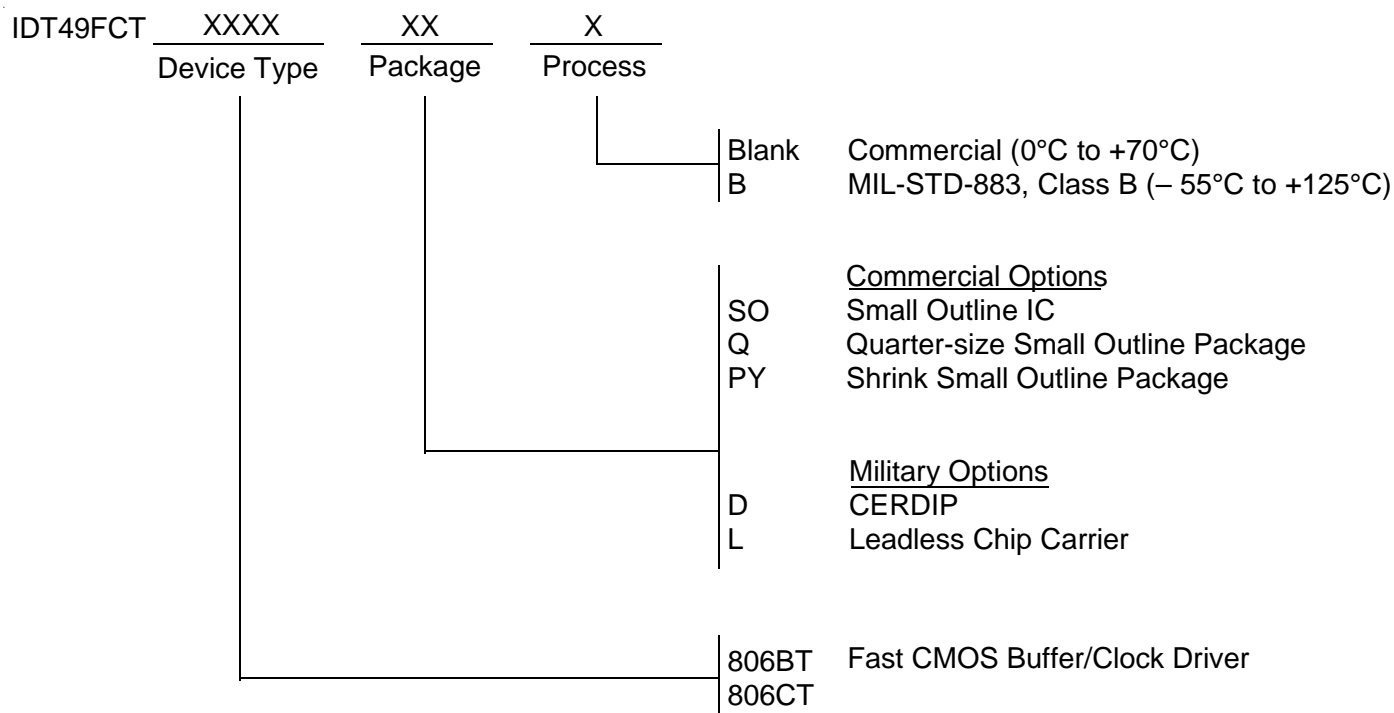 IDT49FCT XXXX XX X
Device Type Package Process
Blank Commercial (0°C to +70°C)
B MIL-STD-883, Class B (– 55°C to +125°C)
Commercial Options
SO Small Outline IC
Q Quarter-size Small Outline Package
PY Shrink Small Outline Package
Military Options
D CERDIP
L Leadless Chip Carrier
806BT Fast CMOS Buffer/Clock Driver
806CT